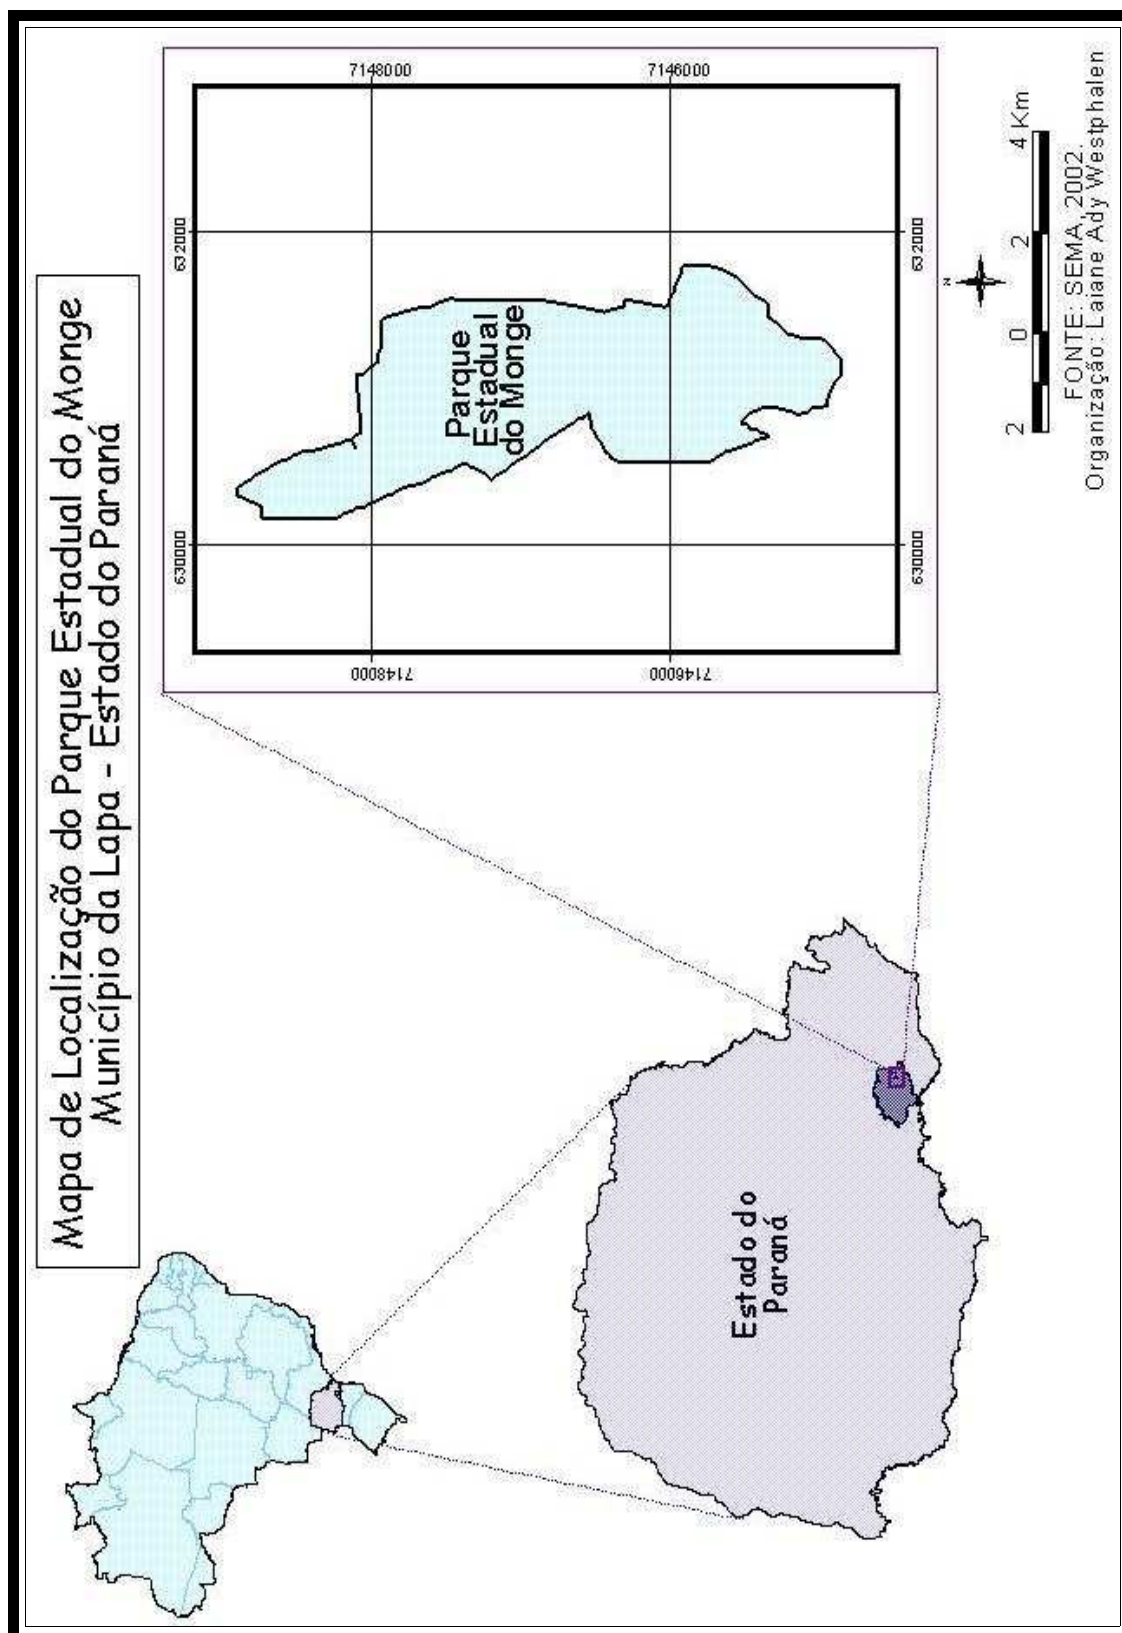 Mapa de Localização do Parque Estadual do Monge
Município da Lapa - Estado do Paraná
7148000
7146000
632000
632000
Parque
Estadual
do Monge
630000
630000
7148000
7146000
N
2 0 2 4 Km
FONTE: SEMA, 2002.
Organização: Laiane Ady Westphalen
Estado do
Paraná